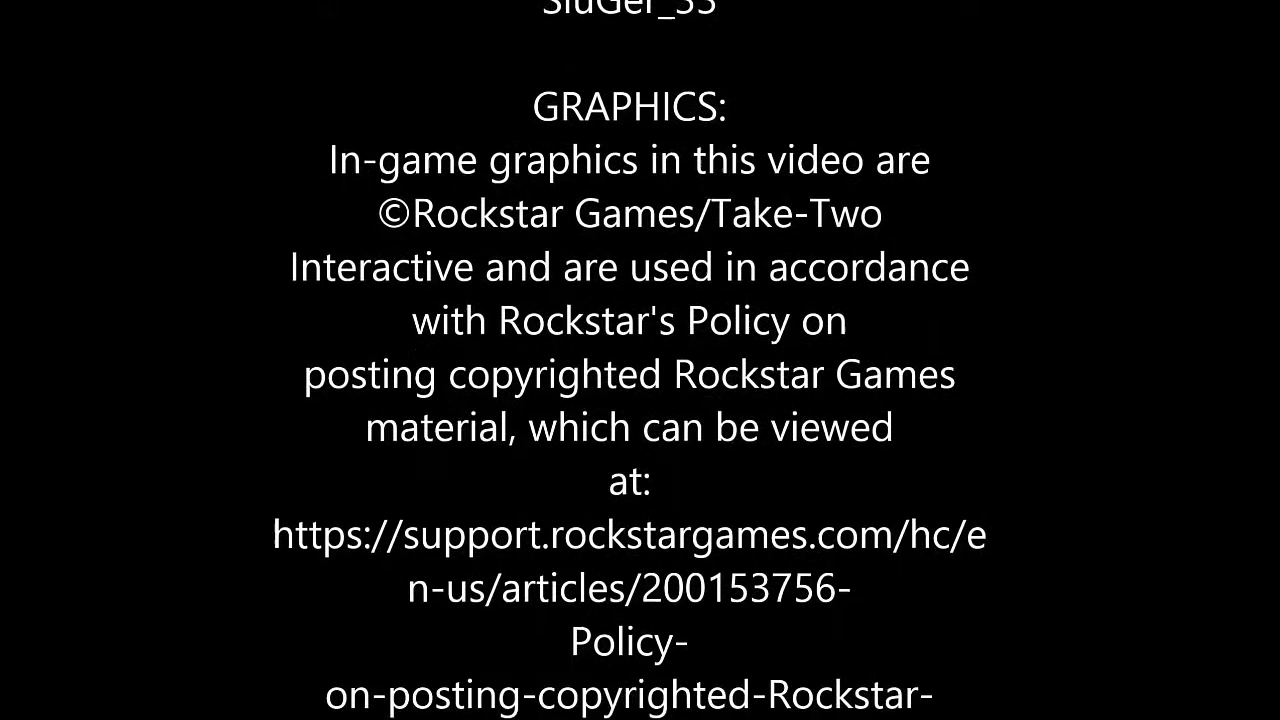 GRAPHICS:
In-game graphics in this video are
©Rockstar Games/Take-Two
Interactive and are used in accordance
with Rockstar's Policy on
posting copyrighted Rockstar Games
material, which can be viewed
at:
https://support.rockstargames.com/hc/e
n-us/articles/200153756-
Policy-
on-posting-copyrighted-Rockstar-